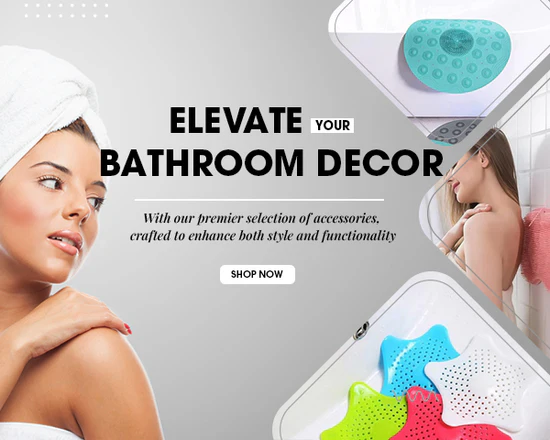 ELEVATE YOUR
BATHROOM DECOR
With our premier selection of accessories,
crafted to enhance both style and functionality
SHOP NOW